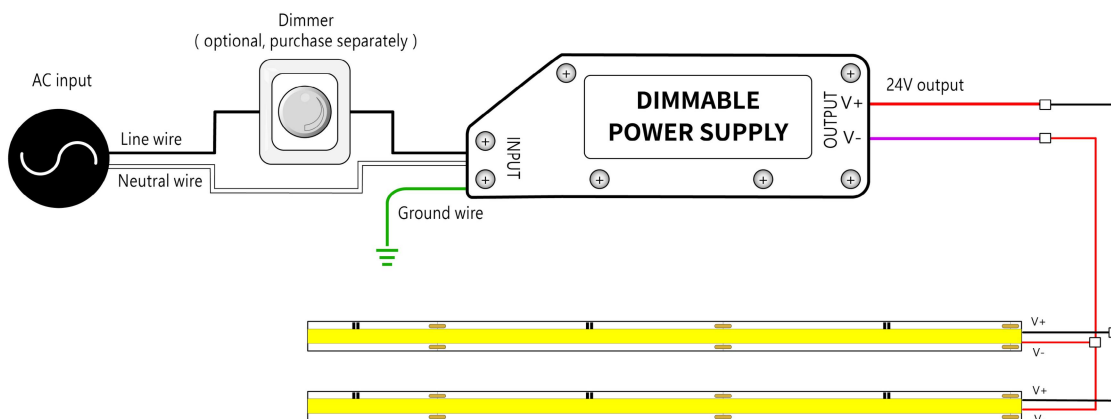 Dimmer
( optional, purchase separately )
AC input
Line wire
Neutral wire
Ground wire
INPUT
DIMMABLE
POWER SUPPLY
OUTPUT
V+
V-
24V output
V+
V-
V+